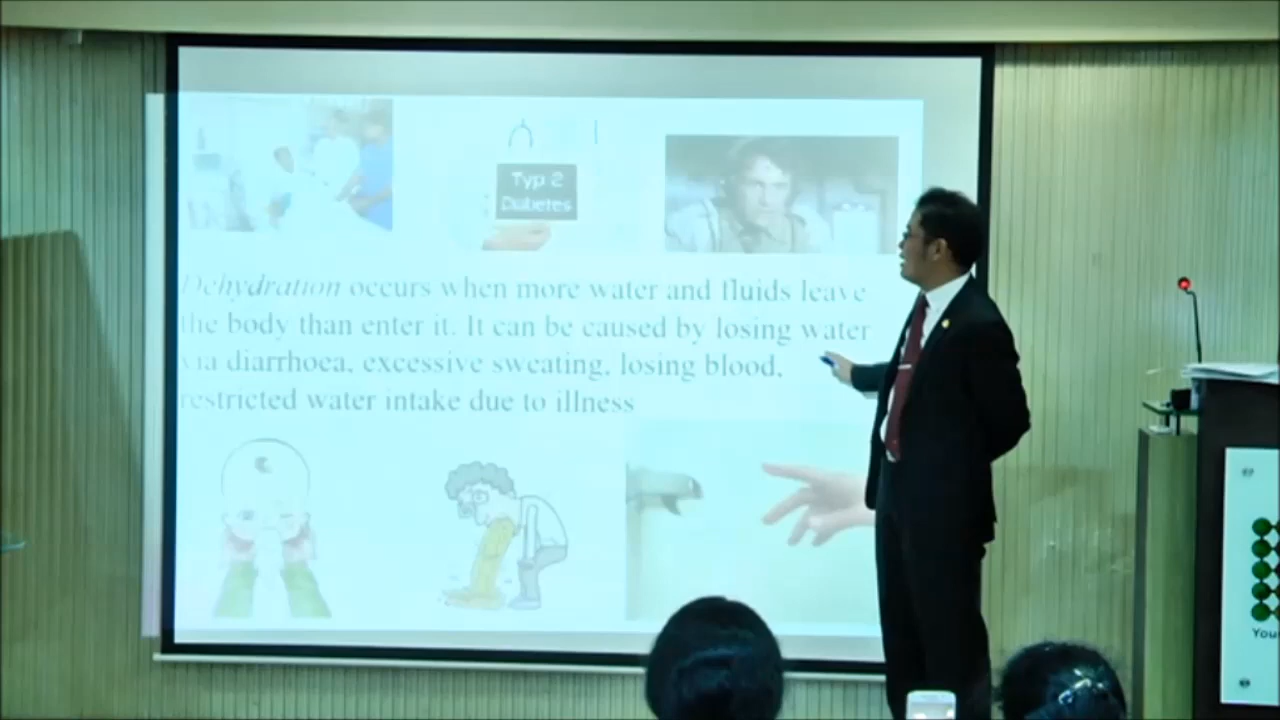 Typ 2
Diabetes
Dehydration occurs when more water and fluids leave
the body than enter it. It can be caused by losing water
via diarrhoea, excessive sweating, losing blood,
restricted water intake due to illness
You